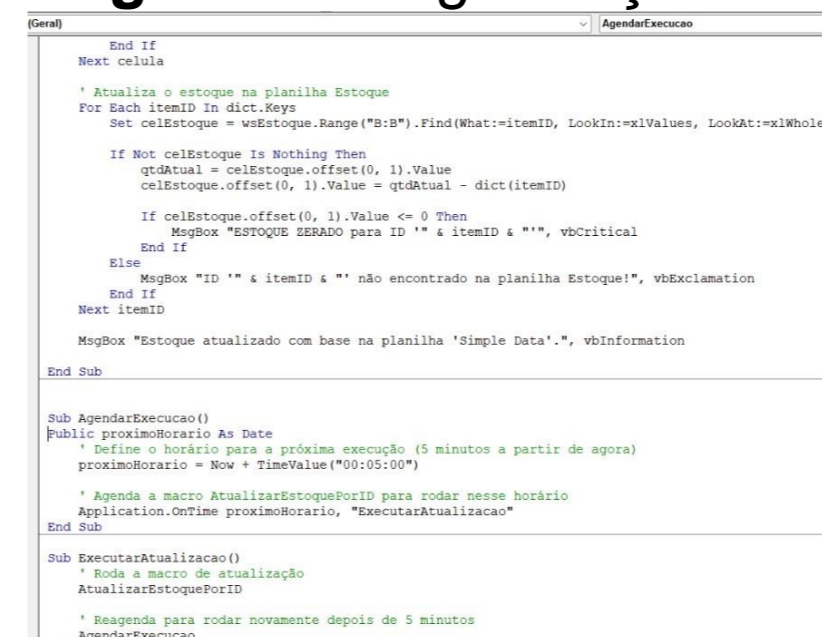 (Geral)
AgendarExecucao
End If
Next celula
' Atualiza o estoque na planilha Estoque
For Each itemID In dict.Keys
Set celEstoque = wsEstoque.Range("B:B").Find(What:=itemID, LookIn:=xlValues, LookAt:=xlWhole
If Not celEstoque Is Nothing Then
qtdAtual = celEstoque.offset(0, 1).Value
celEstoque.offset(0, 1).Value = qtdAtual - dict(itemID)
If celEstoque.offset(0, 1).Value <= 0 Then
MsgBox "ESTOQUE ZERADO para ID '" & itemID & "'", vbCritical
End If
Else
MsgBox "ID '" & itemID & "' não encontrado na planilha Estoque!", vbExclamation
End If
Next itemID
MsgBox "Estoque atualizado com base na planilha 'Simple Data'.", vbInformation
End Sub
Sub AgendarExecucao()
Public proximoHorario As Date
' Define o horário para a próxima execução (5 minutos a partir de agora)
proximoHorario = Now + TimeValue("00:05:00")
' Agenda a macro AtualizarEstoquePorID para rodar nesse horário
Application.OnTime proximoHorario, "ExecutarAtualizacao"
End Sub
Sub ExecutarAtualizacao()
' Roda a macro de atualização
AtualizarEstoquePorID
' Reagenda para rodar novamente depois de 5 minutos
AgendarExecucao